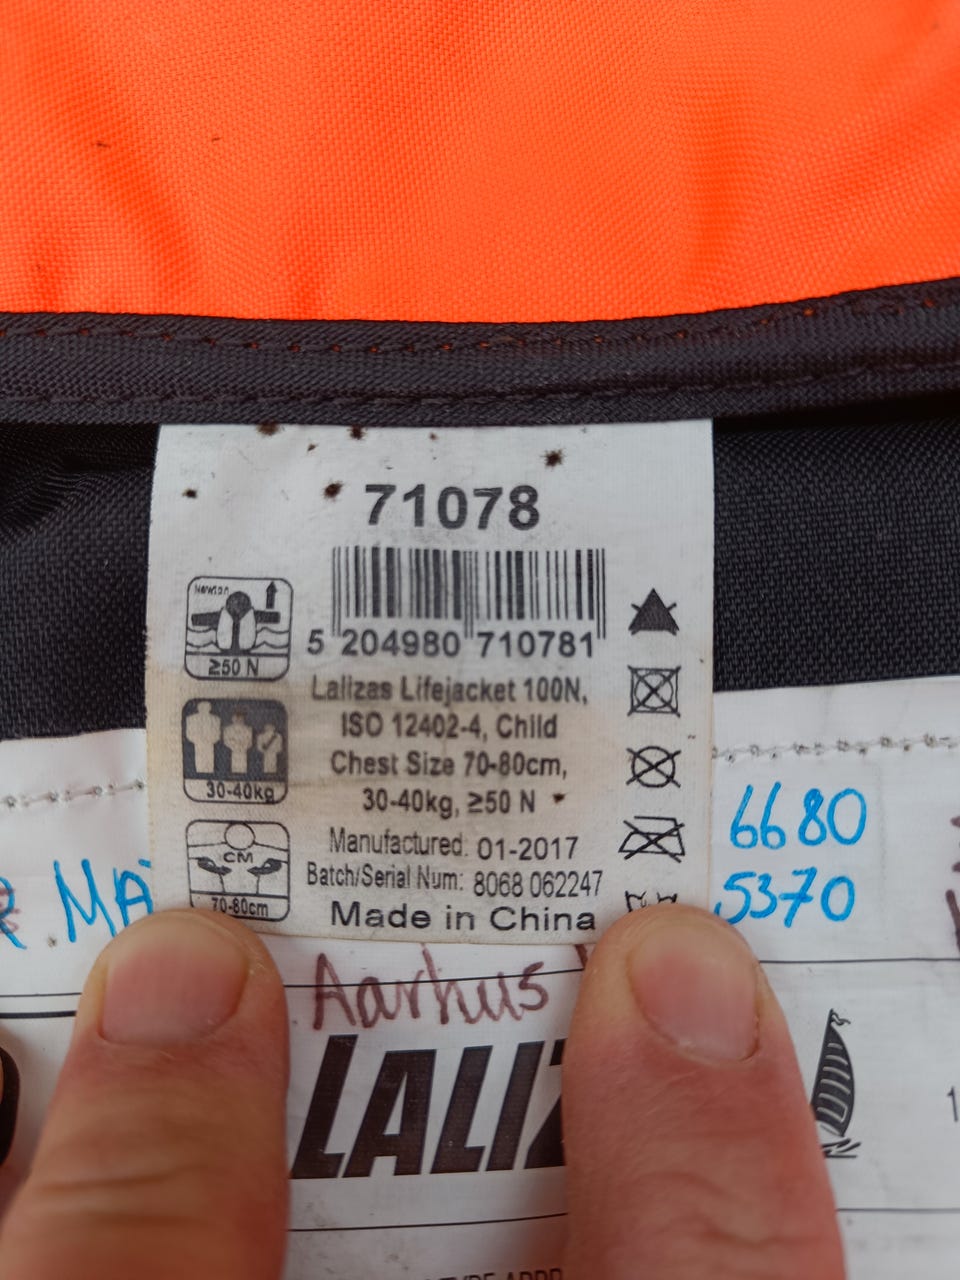 71078
5 204980 710781
Newton
≥50 N
Lalizas Lifejacket 100N,
ISO 12402-4, Child
Chest Size 70-80cm,
30-40kg, ≥50 N
30-40kg
Manufactured: 01-2017
CM
Batch/Serial Num: 8068 062247
70-80cm
Made in China
6680
5370
Aarhus
LALIZ